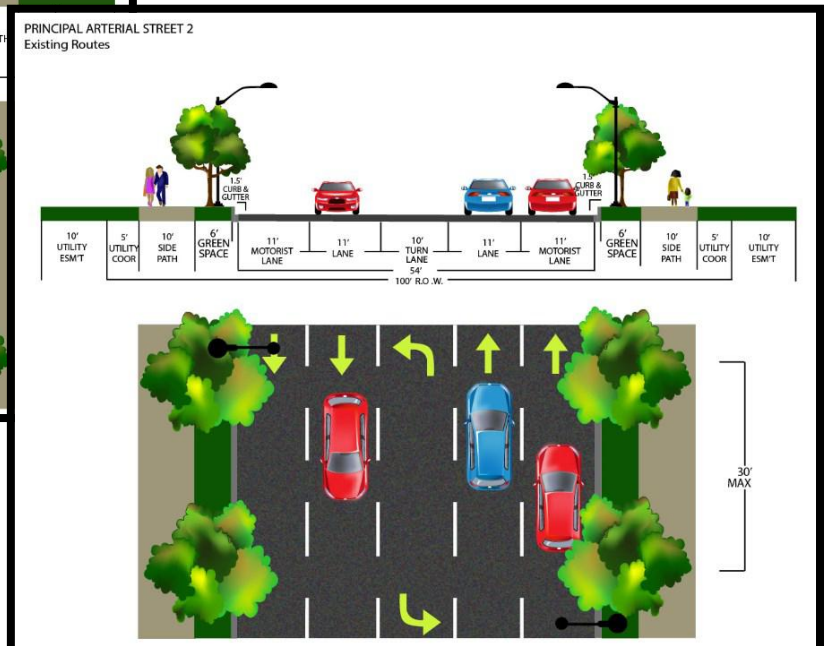 PRINCIPAL ARTERIAL STREET 2
Existing Routes
1.5'
CURB &
GUTTER
1.5
CURB &
GUTTER
10'
UTILITY
ESM'T
5'
UTILITY
COOR
10'
SIDE
PATH
6'
GREEN
SPACE
11'
MOTORIST
LANE
11'
LANE
10'
TURN
LANE
11'
LANE
11'
MOTORIST
LANE
6'
GREEN
SPACE
10'
SIDE
PATH
5'
UTILITY
COOR
10'
UTILITY
ESM'T
54'
100' R.O .W.
30'
MAX